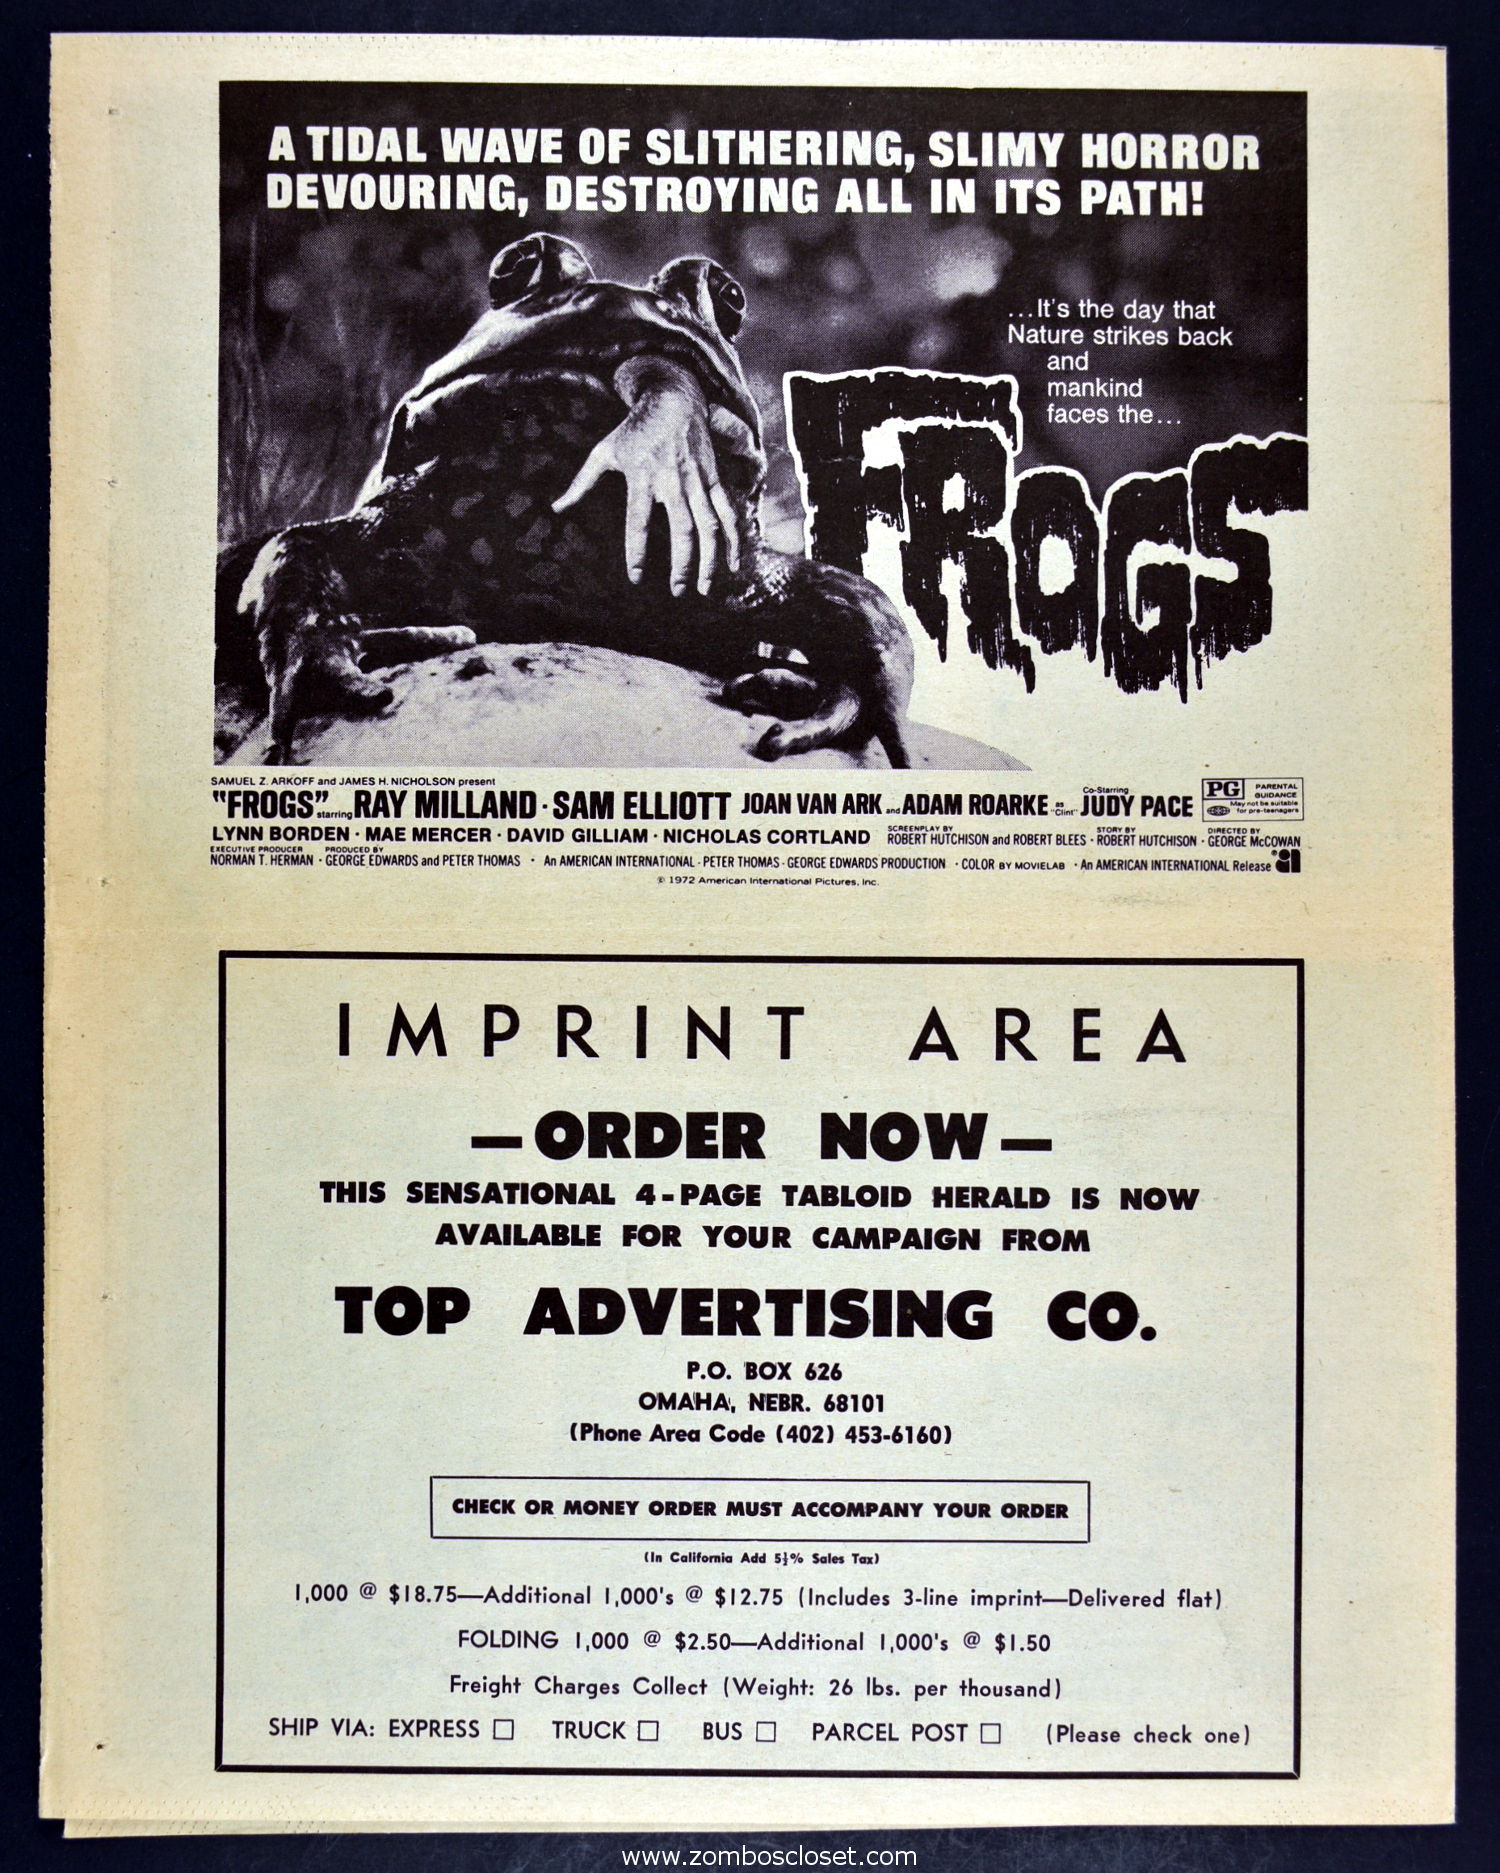 A TIDAL WAVE OF SLITHERING, SLIMY HORROR
DEVOURING, DESTROYING ALL IN ITS PATH!
...It's the day that
Nature strikes back
and
mankind
faces the...
FROGS
SAMUEL Z. ARKOFF and JAMES H. NICHOLSON present
"FROGS" starring RAY MILLAND · SAM ELLIOTT JOAN VAN ARK and ADAM ROARKE as "Clint" Co-Starring JUDY PACE
PG PARENTAL
GUIDANCE
May not be suitable
for pre-teenagers
LYNN BORDEN · MAE MERCER · DAVID GILLIAM · NICHOLAS CORTLAND SCREENPLAY BY ROBERT HUTCHISON and ROBERT BLEES · STORY BY ROBERT HUTCHISON · DIRECTED BY GEORGE McCOWAN
EXECUTIVE PRODUCER NORMAN T. HERMAN · PRODUCED BY GEORGE EDWARDS and PETER THOMAS · An AMERICAN INTERNATIONAL - PETER THOMAS - GEORGE EDWARDS PRODUCTION · COLOR BY MOVIELAB · An AMERICAN INTERNATIONAL Release ai
© 1972 American International Pictures, Inc.
IMPRINT AREA
—ORDER NOW—
THIS SENSATIONAL 4-PAGE TABLOID HERALD IS NOW
AVAILABLE FOR YOUR CAMPAIGN FROM
TOP ADVERTISING CO.
P.O. BOX 626
OMAHA, NEBR. 68101
(Phone Area Code (402) 453-6160)
CHECK OR MONEY ORDER MUST ACCOMPANY YOUR ORDER
(In California Add 5½% Sales Tax)
1,000 @ $18.75—Additional 1,000's @ $12.75 (Includes 3-line imprint—Delivered flat)
FOLDING 1,000 @ $2.50—Additional 1,000's @ $1.50
Freight Charges Collect (Weight: 26 lbs. per thousand)
SHIP VIA: EXPRESS □ TRUCK □ BUS □ PARCEL POST □ (Please check one)
www.zomboscloset.com